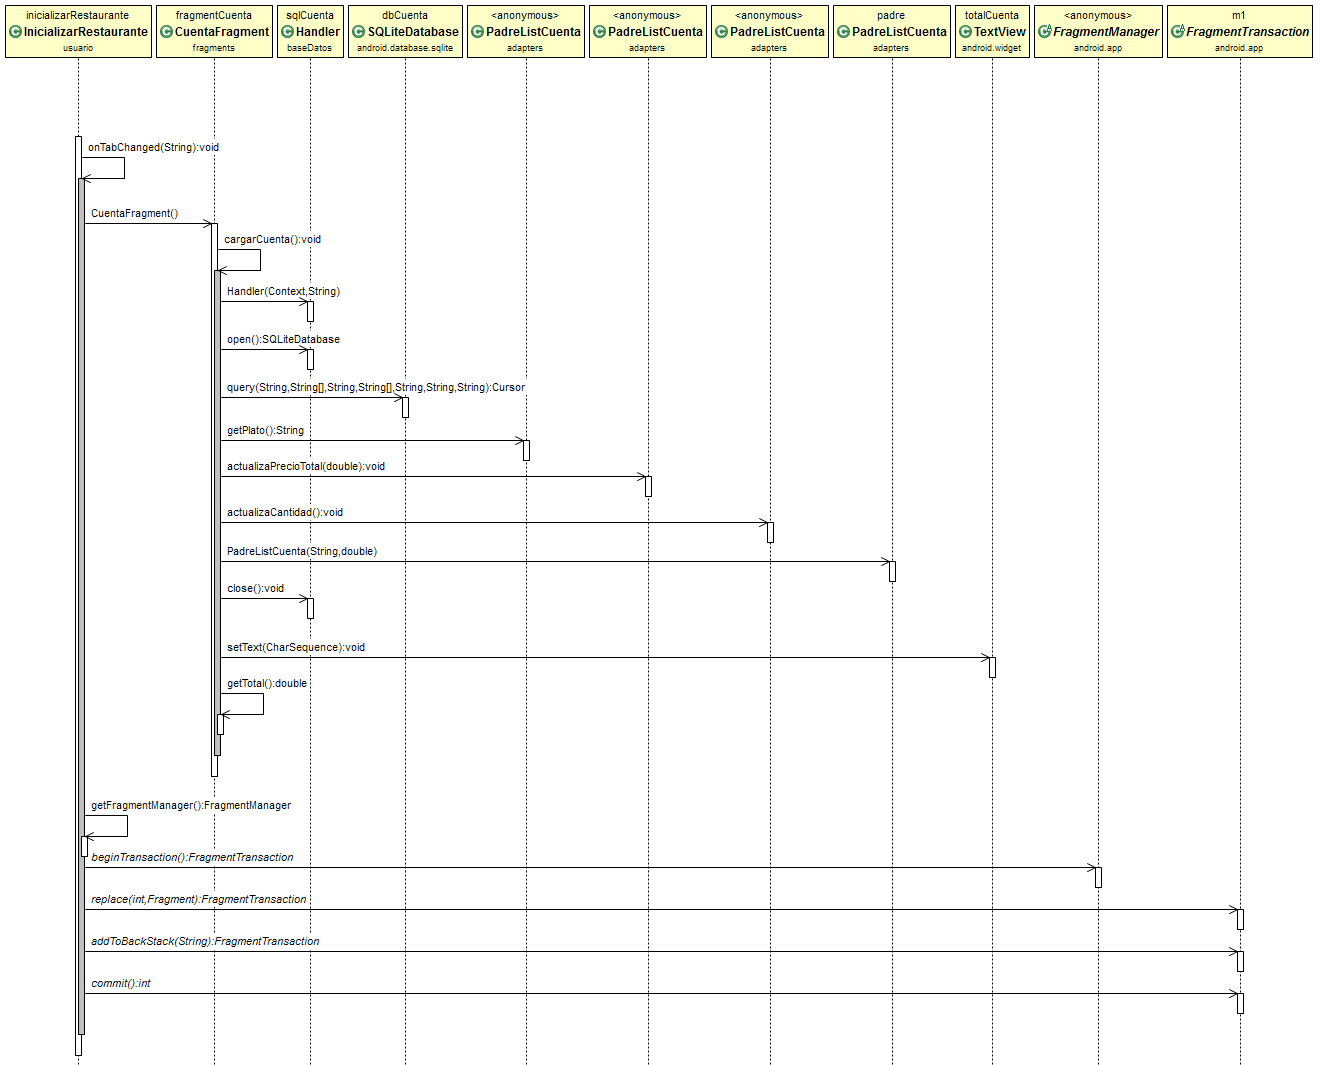 inicializarRestaurante
InicializarRestaurante
usuario
fragmentCuenta
CuentaFragment
fragments
sqlCuenta
Handler
baseDatos
dbCuenta
SQLiteDatabase
android.database.sqlite
<anonymous>
PadreListCuenta
adapters
<anonymous>
PadreListCuenta
adapters
<anonymous>
PadreListCuenta
adapters
padre
PadreListCuenta
adapters
totalCuenta
TextView
android.widget
<anonymous>
FragmentManager
android.app
m1
FragmentTransaction
android.app
onTabChanged(String):void
CuentaFragment()
cargarCuenta():void
Handler(Context,String)
open():SQLiteDatabase
query(String,String[],String,String[],String,String,String):Cursor
getPlato():String
actualizaPrecioTotal(double):void
actualizaCantidad():void
PadreListCuenta(String,double)
close():void
setText(CharSequence):void
getTotal():double
getFragmentManager():FragmentManager
beginTransaction():FragmentTransaction
replace(int,Fragment):FragmentTransaction
addToBackStack(String):FragmentTransaction
commit():int